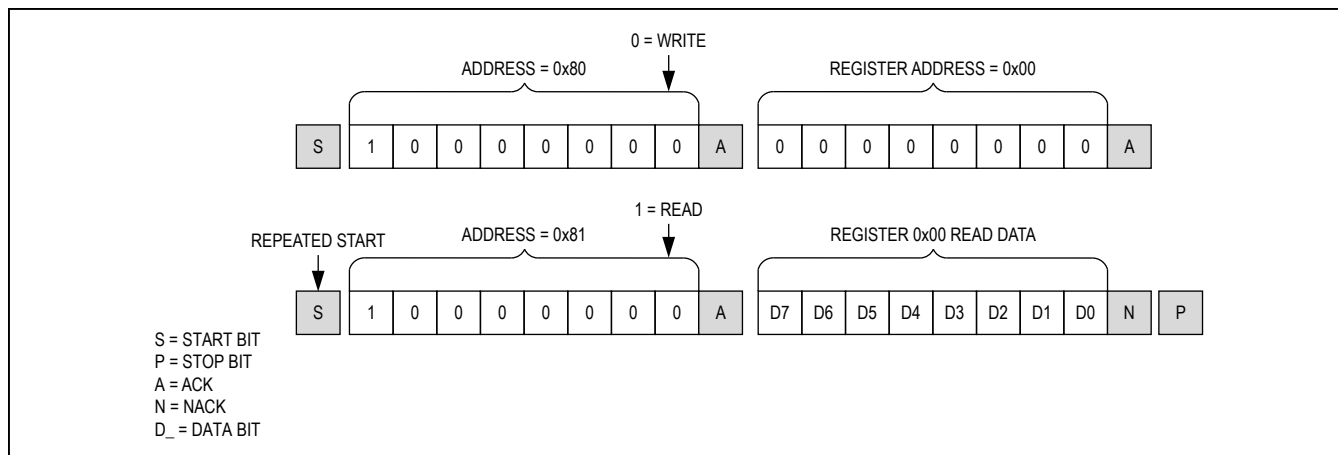 0 = WRITE
ADDRESS = 0x80
REGISTER ADDRESS = 0x00
S 1 0 0 0 0 0 0 0 A 0 0 0 0 0 0 0 0 A
1 = READ
REPEATED START
ADDRESS = 0x81
REGISTER 0x00 READ DATA
S 1 0 0 0 0 0 0 0 A D7 D6 D5 D4 D3 D2 D1 D0 N P
S = START BIT
P = STOP BIT
A = ACK
N = NACK
D_ = DATA BIT